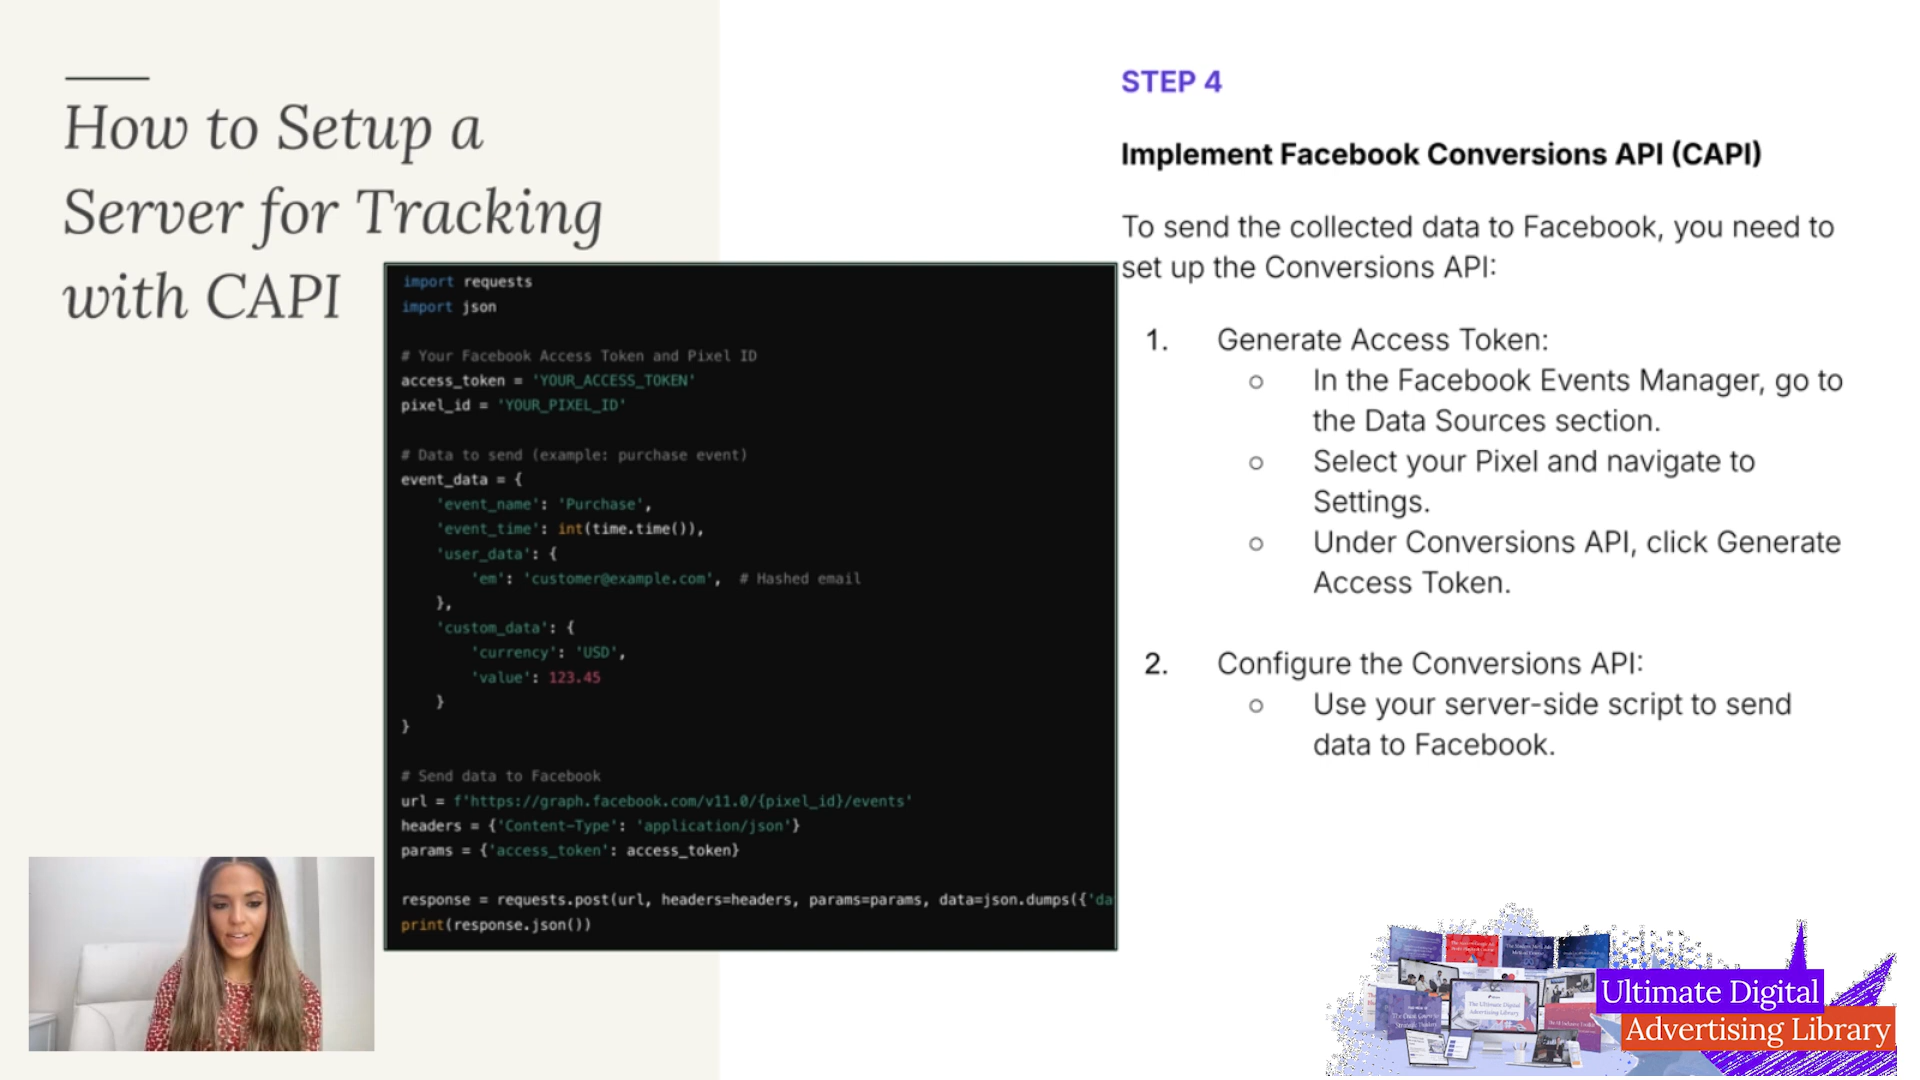 How to Setup a
Server for Tracking
with CAPI
import requests
import json
# Your Facebook Access Token and Pixel ID
access_token = 'YOUR_ACCESS_TOKEN'
pixel_id = 'YOUR_PIXEL_ID'
# Data to send (example: purchase event)
event_data = {
    'event_name': 'Purchase',
    'event_time': int(time.time()),
    'user_data': {
        'em': 'customer@example.com',  # Hashed email
    },
    'custom_data': {
        'currency': 'USD',
        'value': 123.45
    }
}
# Send data to Facebook
url = f'https://graph.facebook.com/v11.0/{pixel_id}/events'
headers = {'Content-Type': 'application/json'}
params = {'access_token': access_token}
response = requests.post(url, headers=headers, params=params, data=json.dumps({'da
print(response.json())
STEP 4
Implement Facebook Conversions API (CAPI)
To send the collected data to Facebook, you need to
set up the Conversions API:
1. Generate Access Token:
○ In the Facebook Events Manager, go to
the Data Sources section.
○ Select your Pixel and navigate to
Settings.
○ Under Conversions API, click Generate
Access Token.
2. Configure the Conversions API:
○ Use your server-side script to send
data to Facebook.
Ultimate Digital
Advertising Library